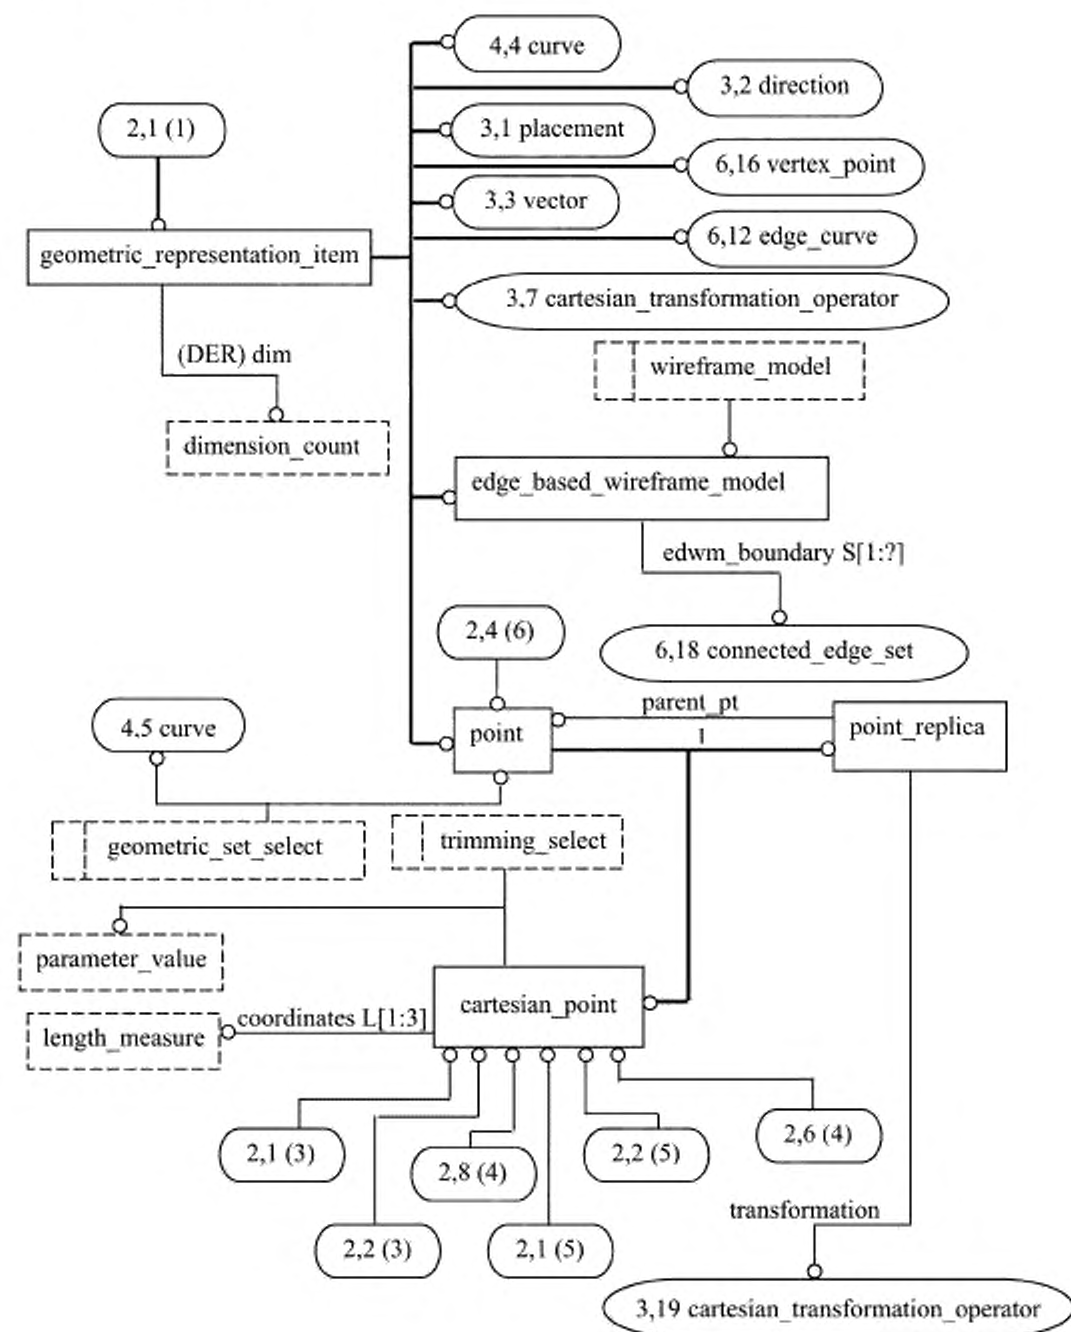 4,4 curve
3,2 direction
2,1 (1)
3,1 placement
6,16 vertex_point
3,3 vector
6,12 edge_curve
geometric_representation_item
3,7 cartesian_transformation_operator
(DER) dim
wireframe_model
dimension_count
edge_based_wireframe_model
edwm_boundary S[1:?]
2,4 (6)
6,18 connected_edge_set
parent_pt
4.5 curve
point
1
point_replica
geometric_set_select
trimming_select
parameter_value
cartesian_point
coordinates L[1:3]
length_measure
2,1 (3)
2,8 (4)
2,2 (5)
2,6 (4)
transformation
2,2 (3)
2,1 (5)
3,19 cartesian_transformation_operator